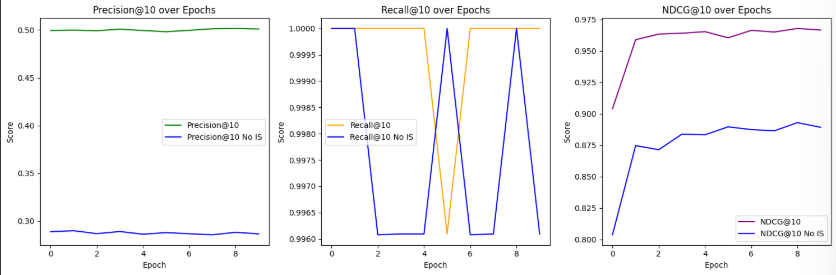 Precision@10 over Epochs
0.50
0.45
0.40
0.35
0.30
Score
0 2 4 6 8
Epoch
Precision@10
Precision@10 No IS
Recall@10 over Epochs
1.0000
0.9995
0.9990
0.9985
0.9980
0.9975
0.9970
0.9965
0.9960
Score
0 2 4 6 8
Epoch
Recall@10
Recall@10 No IS
NDCG@10 over Epochs
0.975
0.950
0.925
0.900
0.875
0.850
0.825
0.800
Score
0 2 4 6 8
Epoch
NDCG@10
NDCG@10 No IS